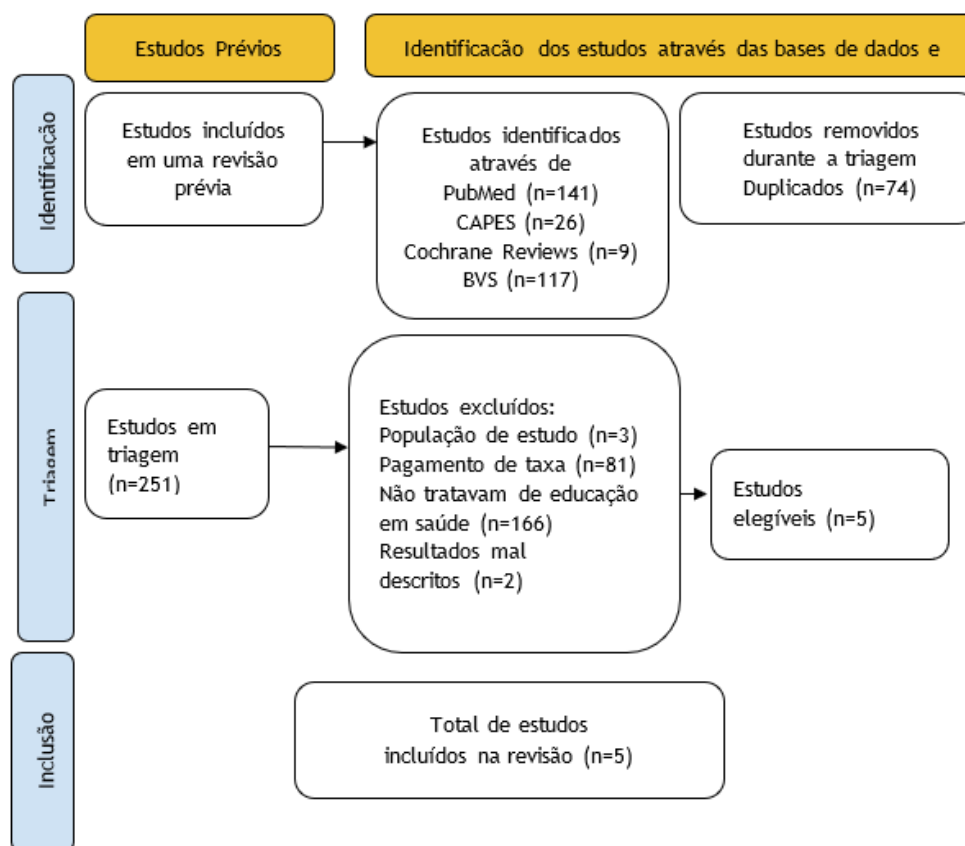 Estudos Prévios
Identificacão dos estudos através das bases de dados e
Identificação
Estudos incluídos
em uma revisão
prévia
Estudos identificados
através de
PubMed (n=141)
CAPES (n=26)
Cochrane Reviews (n=9)
BVS (n=117)
Estudos removidos
durante a triagem
Duplicados (n=74)
Triagem
Estudos em
triagem
(n=251)
Estudos excluídos:
População de estudo (n=3)
Pagamento de taxa (n=81)
Não tratavam de educação
em saúde (n=166)
Resultados mal
descritos (n=2)
Estudos
elegíveis (n=5)
Inclusão
Total de estudos
incluídos na revisão (n=5)